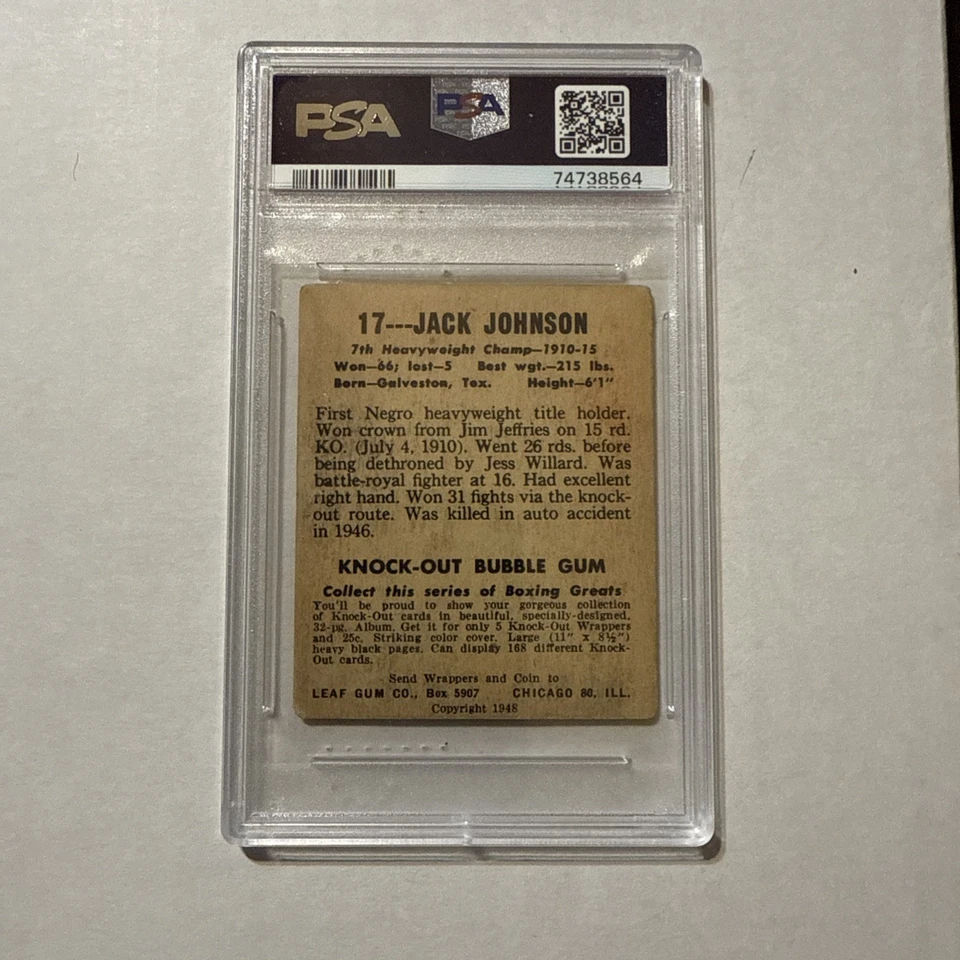 PSA PSA
74738564
17---JACK JOHNSON
7th Heavyweight Champ—1910-15
Won—66; lost—5 Best wgt.—215 lbs.
Born—Galveston, Tex. Height—6'1"
First Negro heavyweight title holder.
Won crown from Jim Jeffries on 15 rd.
KO. (July 4, 1910). Went 26 rds. before
being dethroned by Jess Willard. Was
battle-royal fighter at 16. Had excellent
right hand. Won 31 fights via the knock-
out route. Was killed in auto accident
in 1946.
KNOCK-OUT BUBBLE GUM
Collect this series of Boxing Greats
You'll be proud to show your gorgeous collection
of Knock-Out cards in beautiful, specially-designed,
32-pg. Album. Get it for only 5 Knock-Out Wrappers
and 25c. Striking color cover. Large (11" x 8½")
heavy black pages. Can display 168 different Knock-
Out cards.
Send Wrappers and Coin to
LEAF GUM CO., Box 5907 CHICAGO 80, ILL.
Copyright 1948